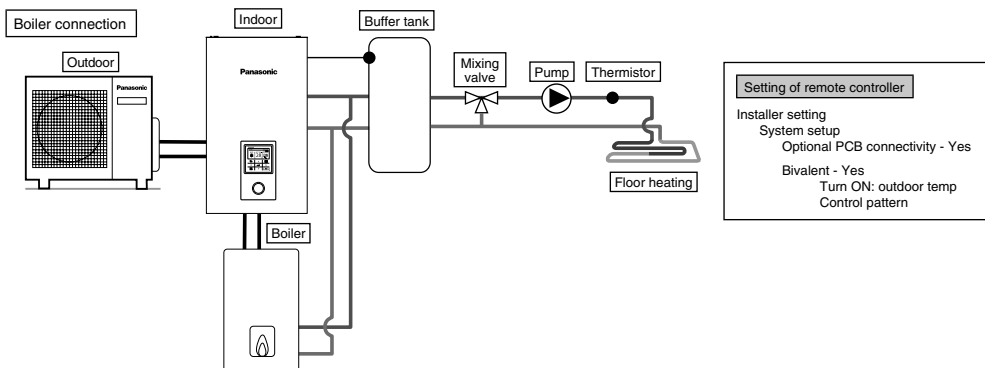 Boiler connection
Indoor
Buffer tank
Outdoor
Panasonic
Panasonic
Mixing
valve
Pump
Thermistor
Floor heating
Boiler
Setting of remote controller
Installer setting
System setup
Optional PCB connectivity - Yes
Bivalent - Yes
Turn ON: outdoor temp
Control pattern